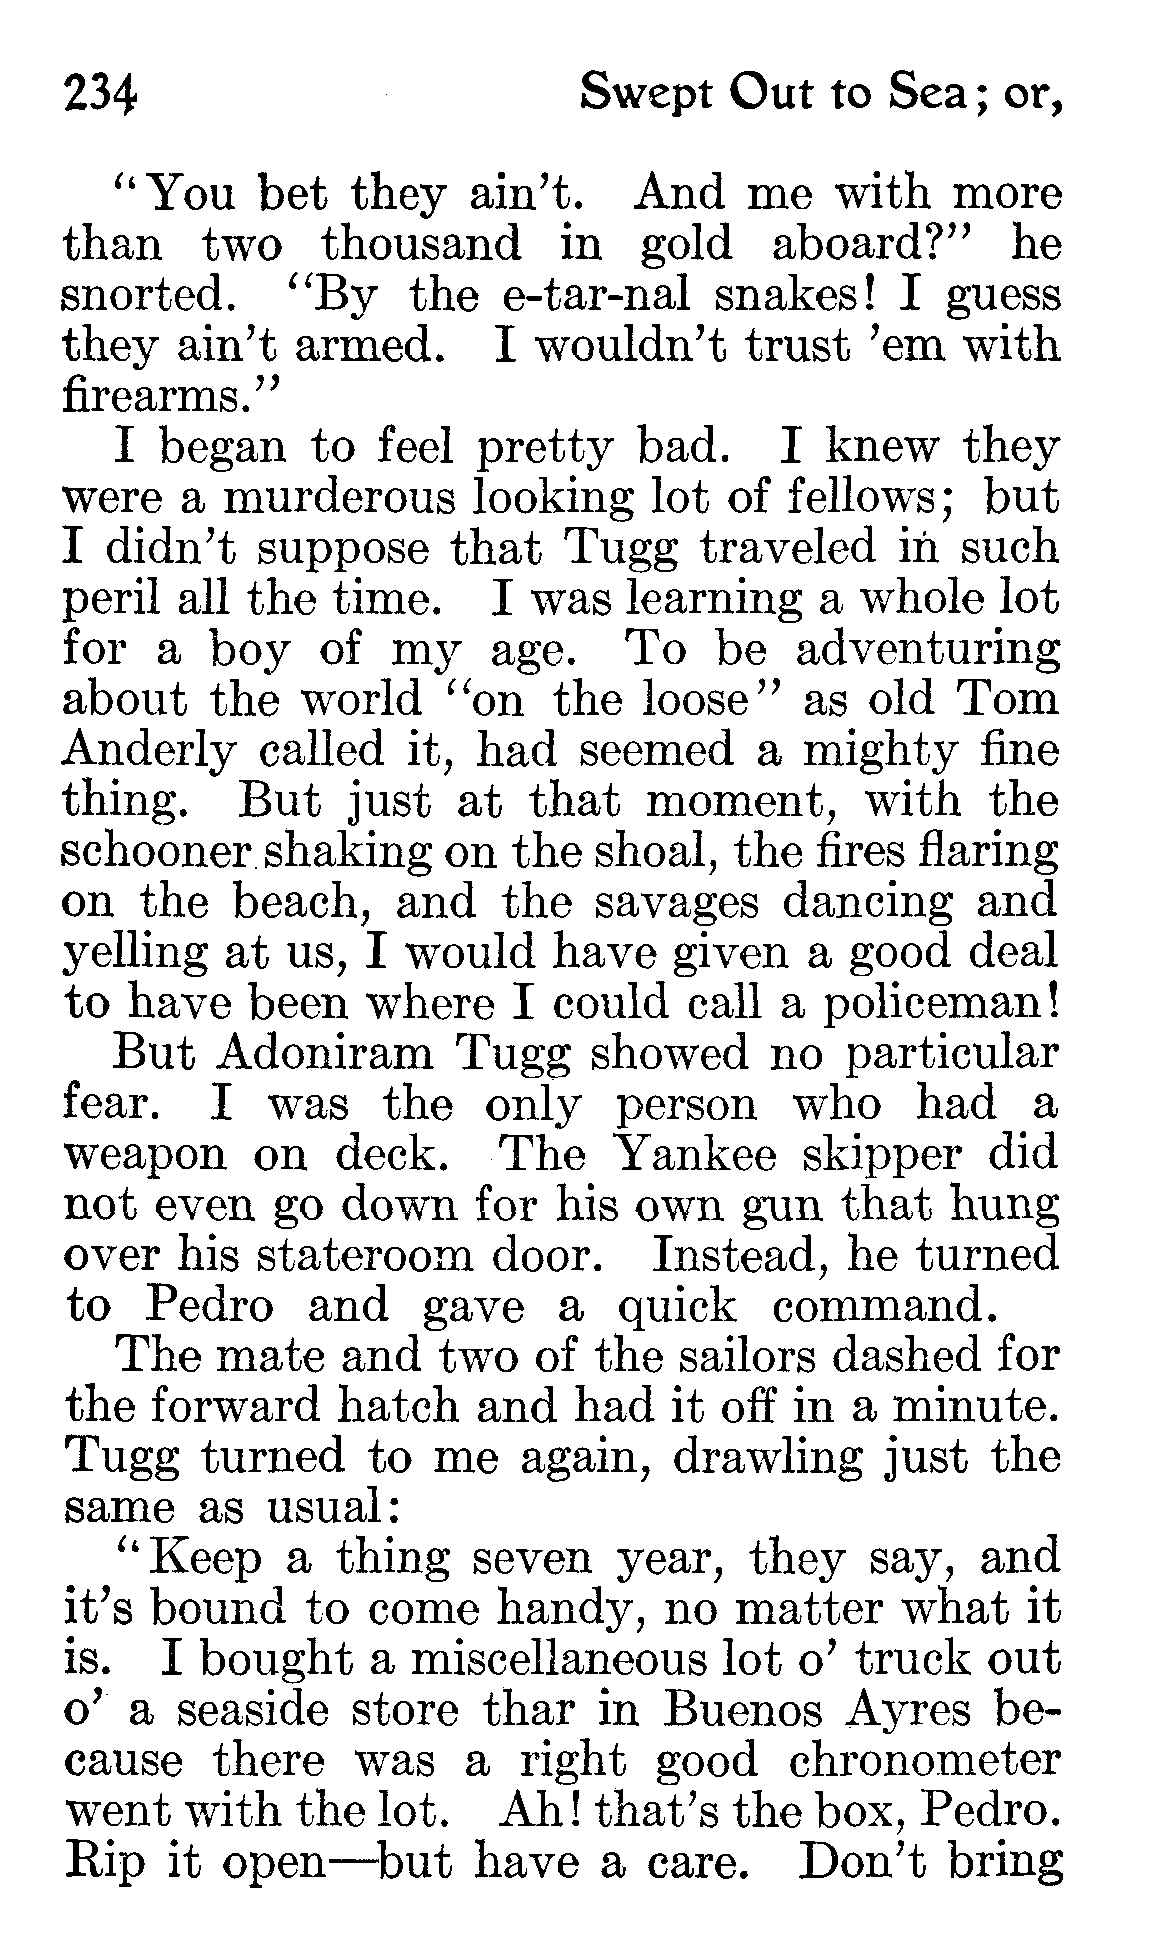 234 Swept Out to Sea; or,
"You bet they ain't. And me with more
than two thousand in gold aboard?" he
snorted. "By the e-tar-nal snakes! I guess
they ain't armed. I wouldn't trust 'em with
firearms."
I began to feel pretty bad. I knew they
were a murderous looking lot of fellows; but
I didn't suppose that Tugg traveled in such
peril all the time. I was learning a whole lot
for a boy of my age. To be adventuring
about the world "on the loose" as old Tom
Anderly called it, had seemed a mighty fine
thing. But just at that moment, with the
schooner shaking on the shoal, the fires flaring
on the beach, and the savages dancing and
yelling at us, I would have given a good deal
to have been where I could call a policeman!
But Adoniram Tugg showed no particular
fear. I was the only person who had a
weapon on deck. The Yankee skipper did
not even go down for his own gun that hung
over his stateroom door. Instead, he turned
to Pedro and gave a quick command.
The mate and two of the sailors dashed for
the forward hatch and had it off in a minute.
Tugg turned to me again, drawling just the
same as usual:
"Keep a thing seven year, they say, and
it's bound to come handy, no matter what it
is. I bought a miscellaneous lot o' truck out
o' a seaside store thar in Buenos Ayres be-
cause there was a right good chronometer
went with the lot. Ah! that's the box, Pedro.
Rip it open—but have a care. Don't bring